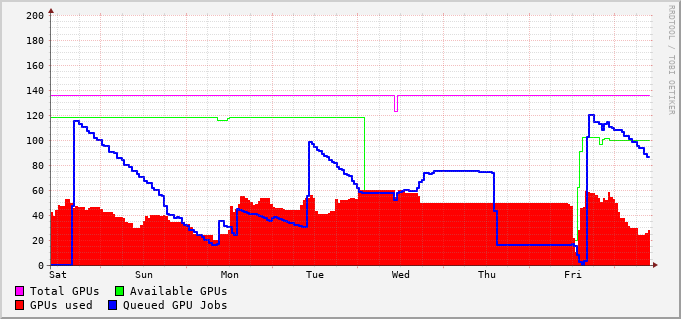 200
180
160
140
120
100
80
60
40
20
0
Sat Sun Mon Tue Wed Thu Fri
Total GPUs Available GPUs
GPUs used Queued GPU Jobs
RRDTOOL / TOBI OETIKER